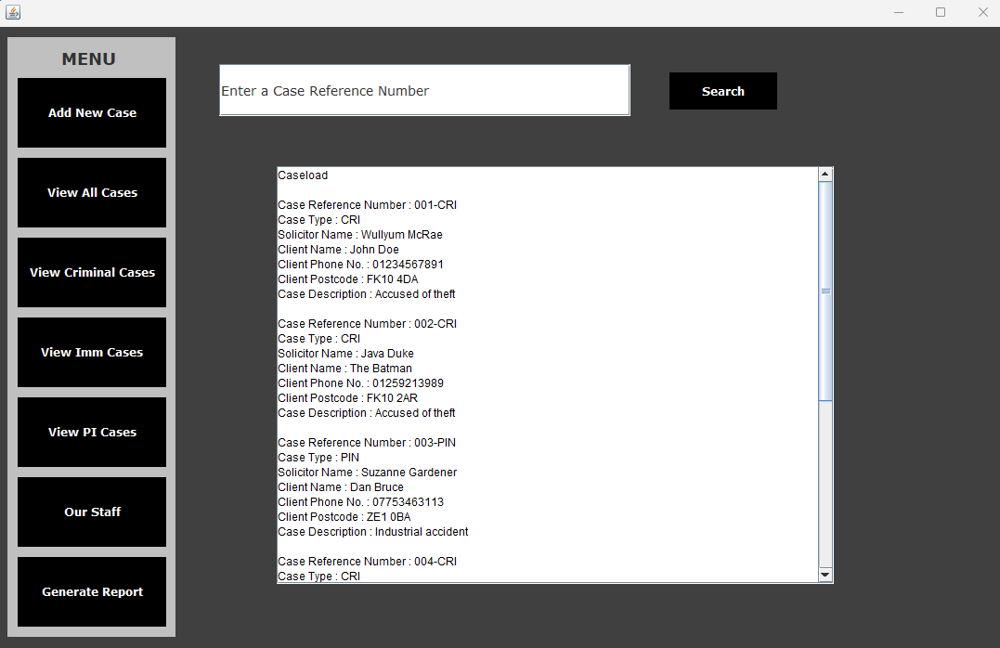 MENU
Add New Case
View All Cases
View Criminal Cases
View Imm Cases
View PI Cases
Our Staff
Generate Report
Enter a Case Reference Number
Search
Caseload
Case Reference Number : 001-CRI
Case Type : CRI
Solicitor Name : Wullyum McRae
Client Name : John Doe
Client Phone No. : 01234567891
Client Postcode : FK10 4DA
Case Description : Accused of theft
Case Reference Number : 002-CRI
Case Type : CRI
Solicitor Name : Java Duke
Client Name : The Batman
Client Phone No. : 01259213989
Client Postcode : FK10 2AR
Case Description : Accused of theft
Case Reference Number : 003-PIN
Case Type : PIN
Solicitor Name : Suzanne Gardener
Client Name : Dan Bruce
Client Phone No. : 07753463113
Client Postcode : ZE1 0BA
Case Description : Industrial accident
Case Reference Number : 004-CRI
Case Type : CRI